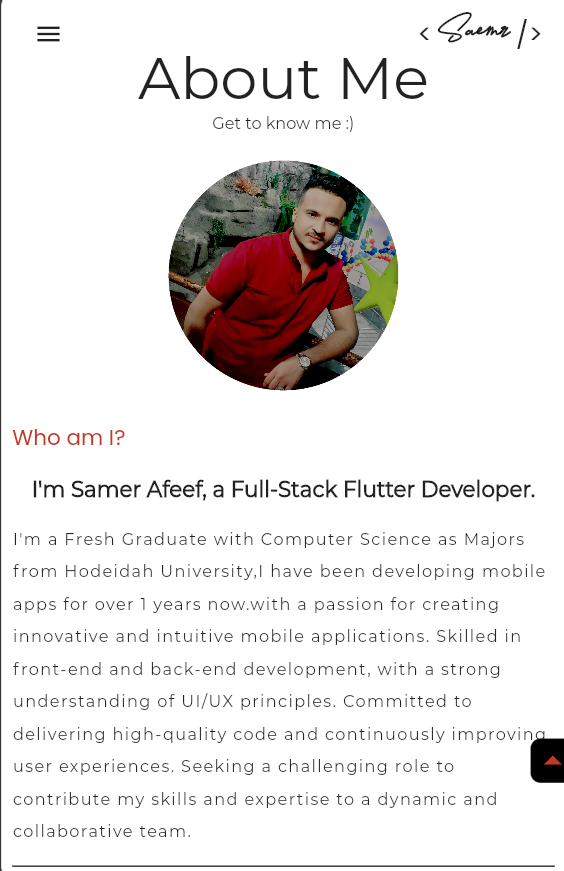 < Saemr />
About Me
Get to know me :)
Who am I?
I'm Samer Afeef, a Full-Stack Flutter Developer.
I'm a Fresh Graduate with Computer Science as Majors
from Hodeidah University,I have been developing mobile
apps for over 1 years now.with a passion for creating
innovative and intuitive mobile applications. Skilled in
front-end and back-end development, with a strong
understanding of UI/UX principles. Committed to
delivering high-quality code and continuously improving
user experiences. Seeking a challenging role to
contribute my skills and expertise to a dynamic and
collaborative team.